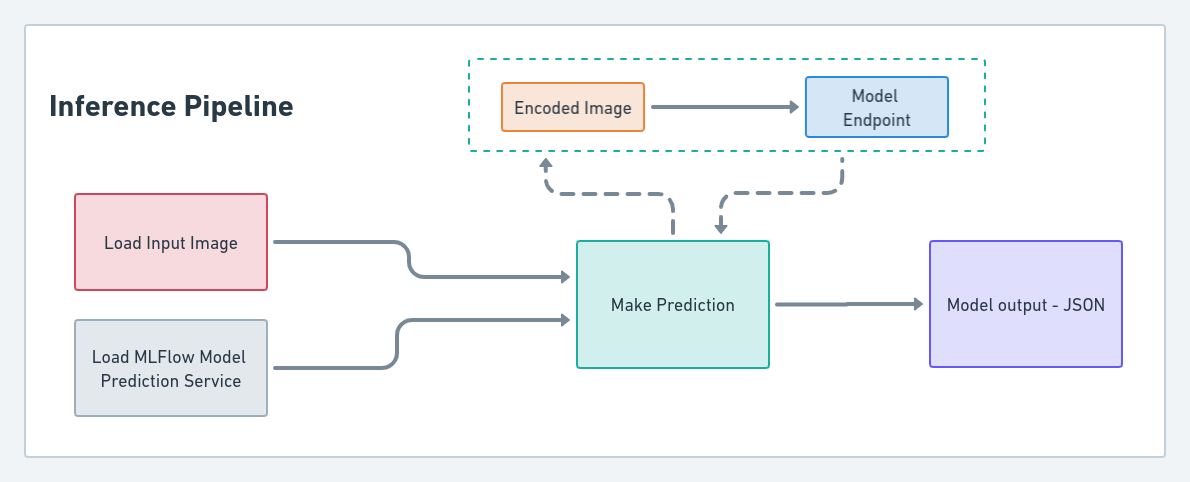 Inference Pipeline
Encoded Image
Model
Endpoint
Load Input Image
Load MLFlow Model
Prediction Service
Make Prediction
Model output - JSON